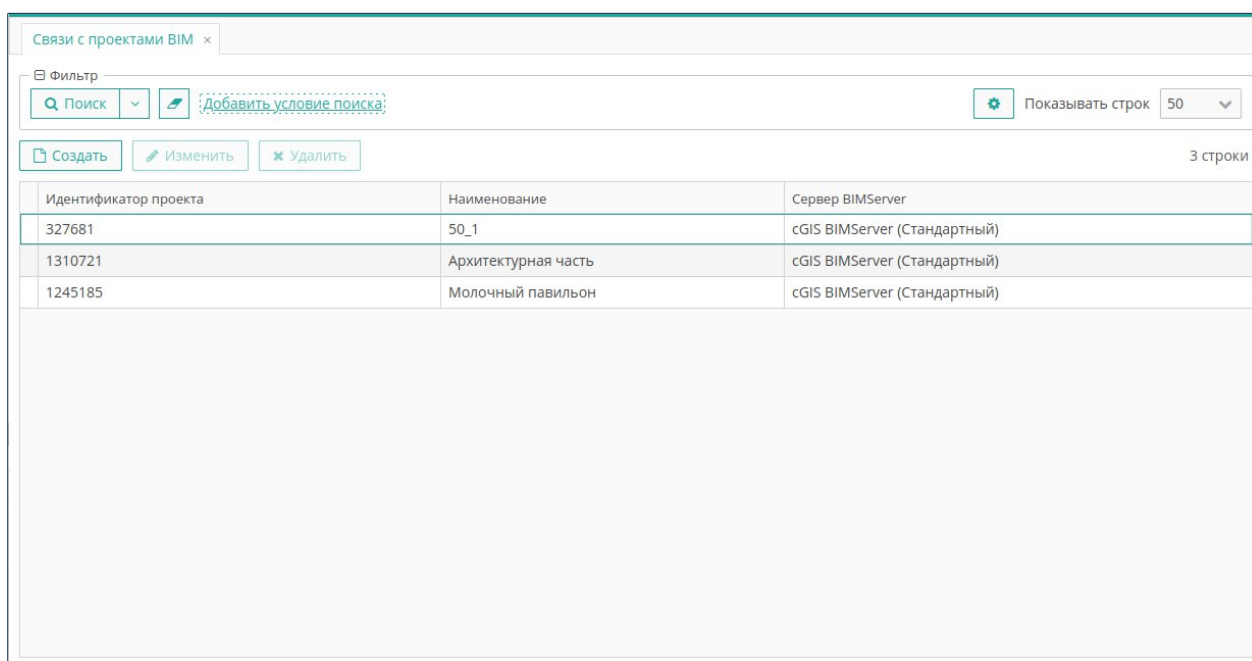 Связи с проектами BIM ×
Фильтр
Поиск Добавить условие поиска Показывать строк 50
Создать Изменить Удалить 3 строки
Идентификатор проекта Наименование Сервер BIMServer
327681 50_1 cGIS BIMServer (Стандартный)
1310721 Архитектурная часть cGIS BIMServer (Стандартный)
1245185 Молочный павильон cGIS BIMServer (Стандартный)